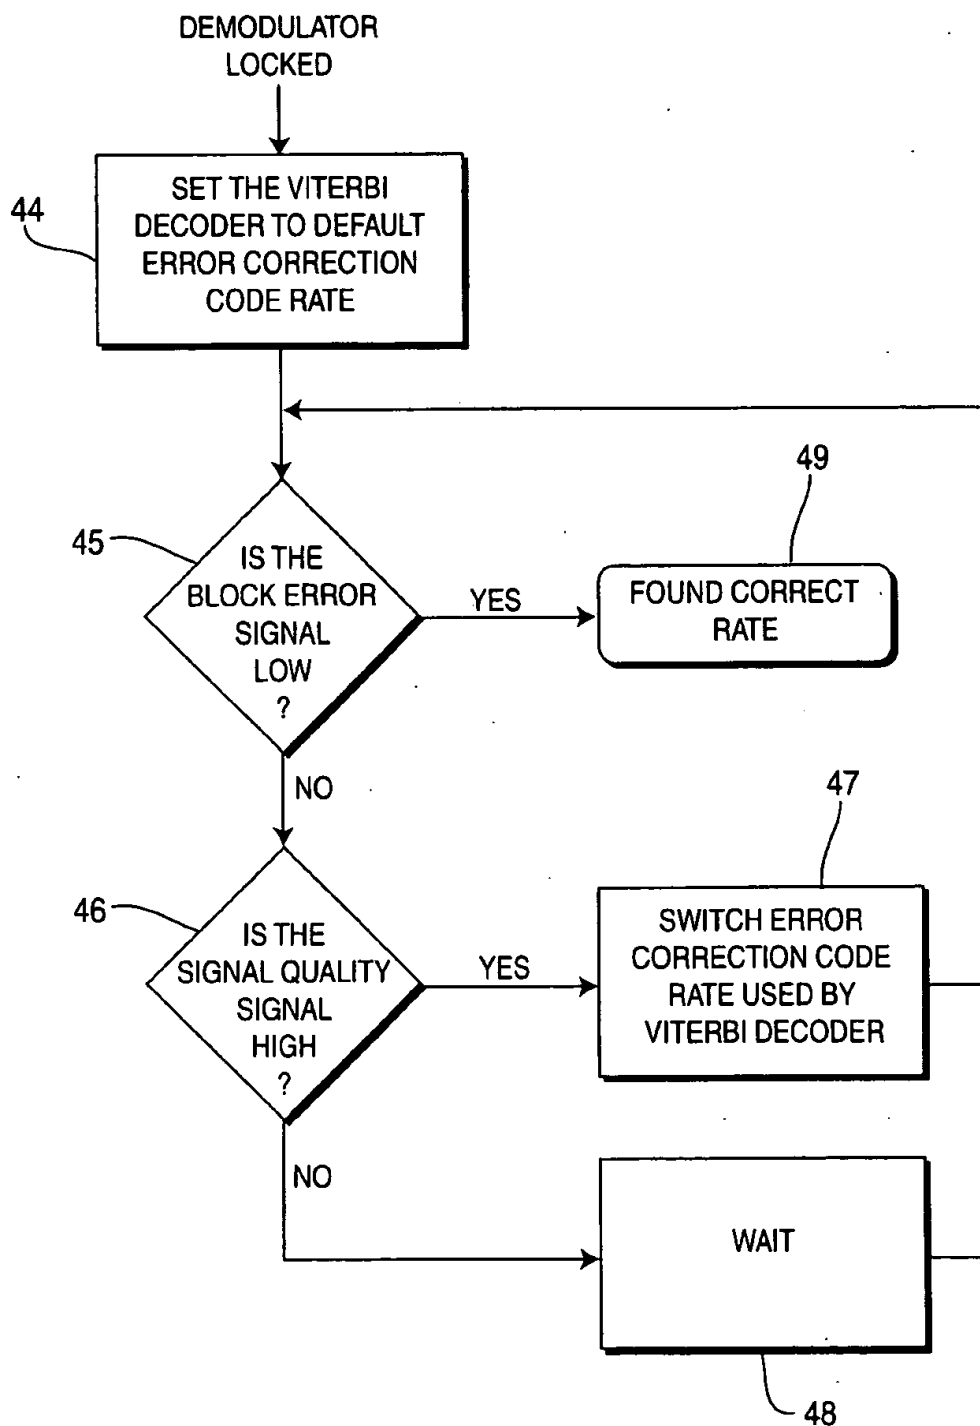 DEMODULATOR
LOCKED
44
SET THE VITERBI
DECODER TO DEFAULT
ERROR CORRECTION
CODE RATE
45
IS THE
BLOCK ERROR
SIGNAL
LOW
?
YES
49
FOUND CORRECT
RATE
NO
46
IS THE
SIGNAL QUALITY
SIGNAL
HIGH
?
YES
47
SWITCH ERROR
CORRECTION CODE
RATE USED BY
VITERBI DECODER
NO
WAIT
48